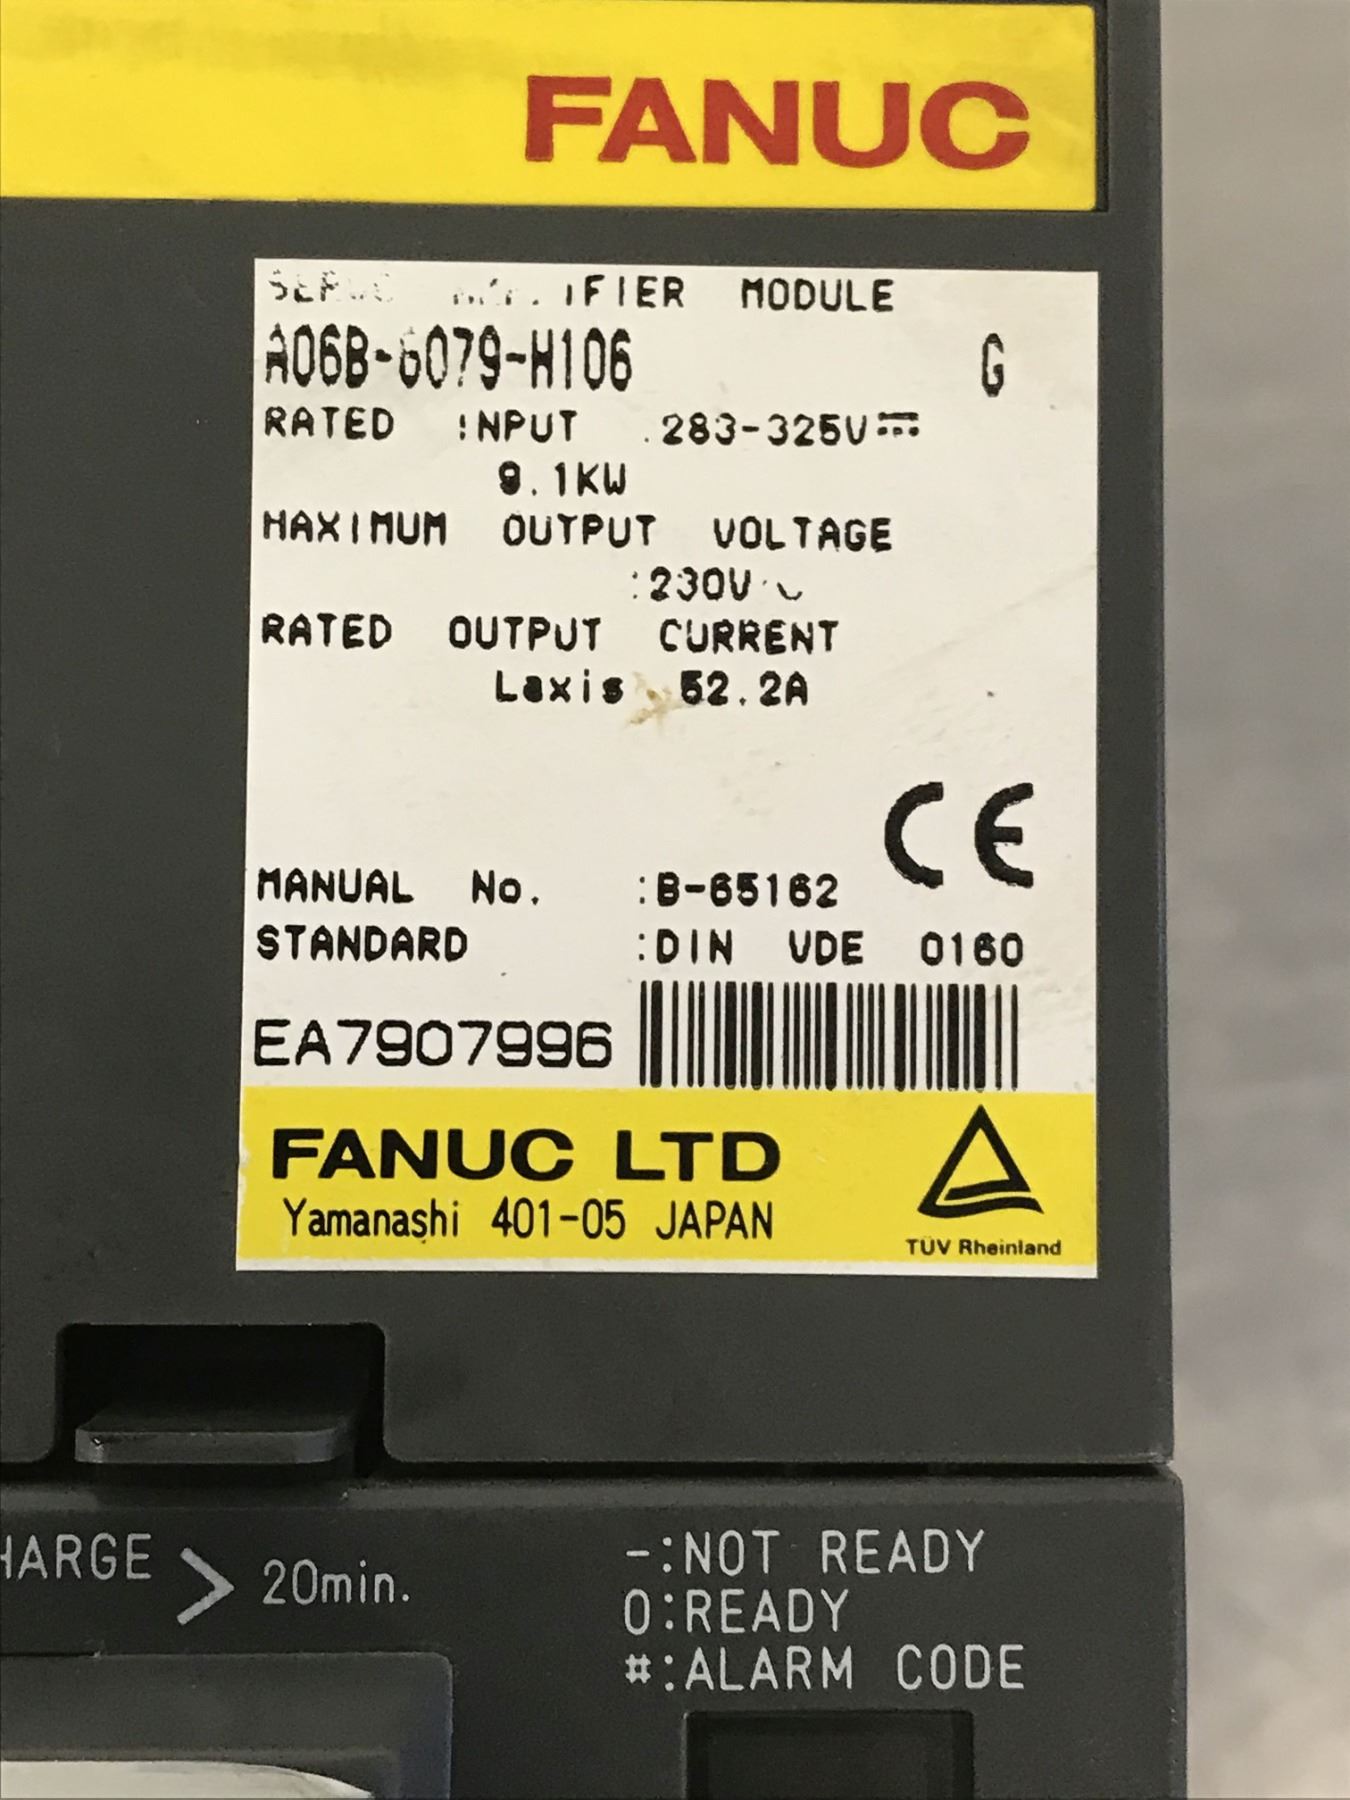 FANUC
SERVO AMPLIFIER MODULE
A06B-6079-H106 G
RATED INPUT :283-325V⎓
9.1KW
MAXIMUM OUTPUT VOLTAGE
:230V~
RATED OUTPUT CURRENT
Laxis 52.2A
CE
MANUAL No. :B-65162
STANDARD :DIN VDE 0160
EA7907996
FANUC LTD
Yamanashi 401-05 JAPAN
TÜV Rheinland
HARGE > 20min.
-:NOT READY
0:READY
#:ALARM CODE